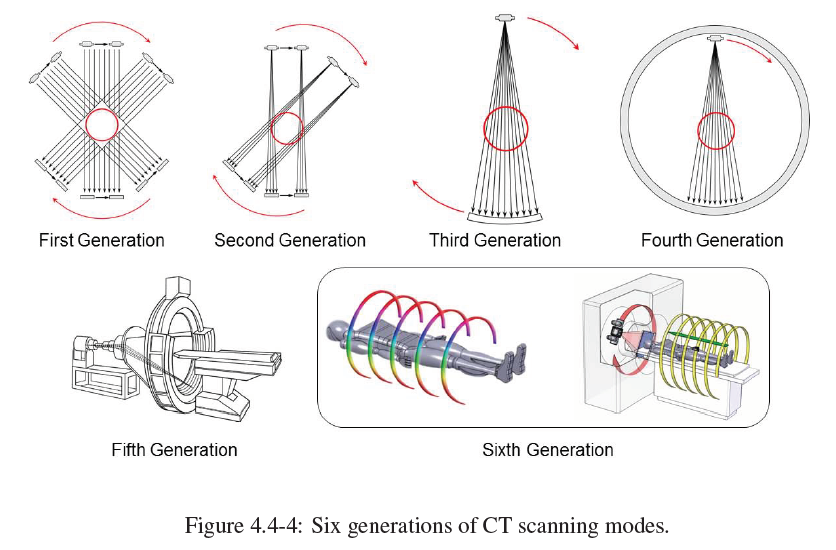 First Generation
Second Generation
Third Generation
Fourth Generation
Fifth Generation
Sixth Generation
Figure 4.4-4: Six generations of CT scanning modes.